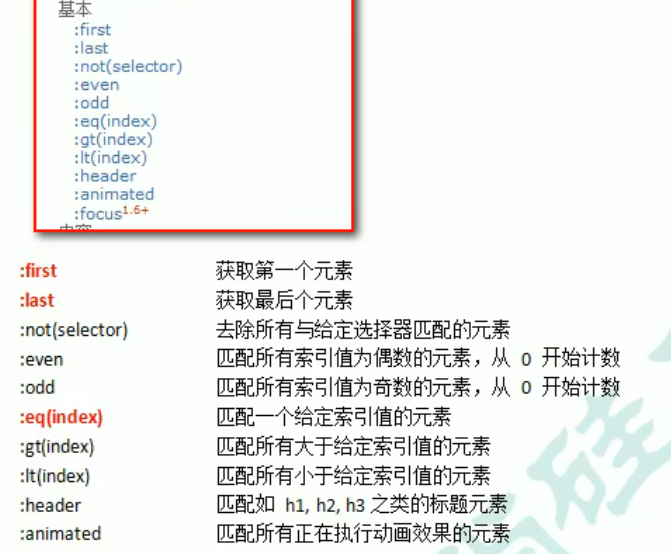 基本
:first
:last
:not(selector)
:even
:odd
:eq(index)
:gt(index)
:lt(index)
:header
:animated
:focus1.6+
内容
:first 获取第一个元素
:last 获取最后个元素
:not(selector) 去除所有与给定选择器匹配的元素
:even 匹配所有索引值为偶数的元素，从 0 开始计数
:odd 匹配所有索引值为奇数的元素，从 0 开始计数
:eq(index) 匹配一个给定索引值的元素
:gt(index) 匹配所有大于给定索引值的元素
:lt(index) 匹配所有小于给定索引值的元素
:header 匹配如 h1, h2, h3 之类的标题元素
:animated 匹配所有正在执行动画效果的元素
硅